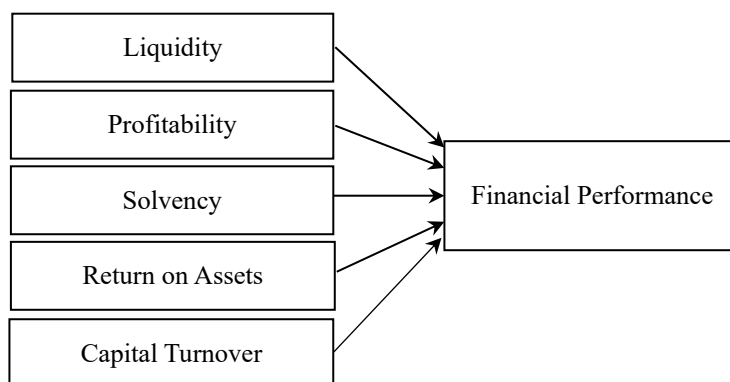 Liquidity
Profitability
Solvency
Financial Performance
Return on Assets
Capital Turnover